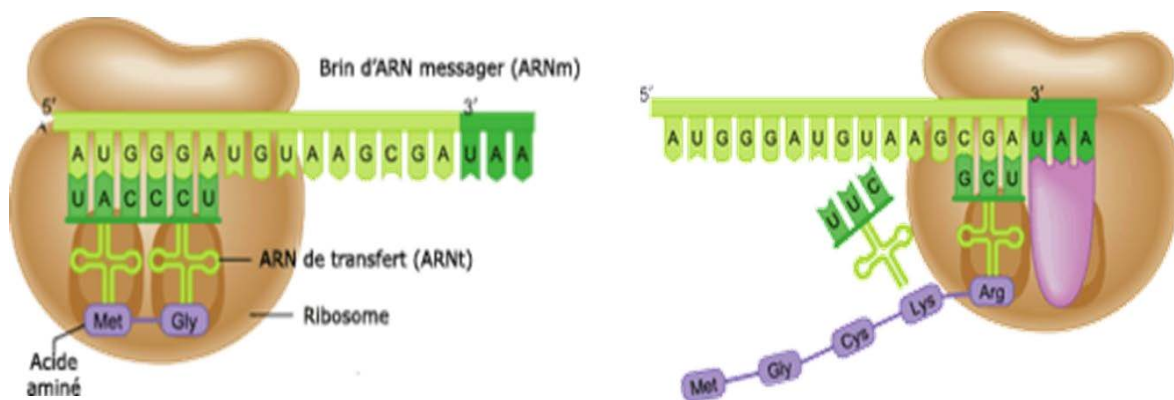 Brin d'ARN messager (ARNm)
5' 3'
A U G G G A U G U A A G C G A U A A
U A C C C U
ARN de transfert (ARNt)
Met Gly
Ribosome
Acide
aminé
5' 3'
A U G G G A U G U A A G C G A U A A
G C U
U U C
Met Gly Cys Lys Arg